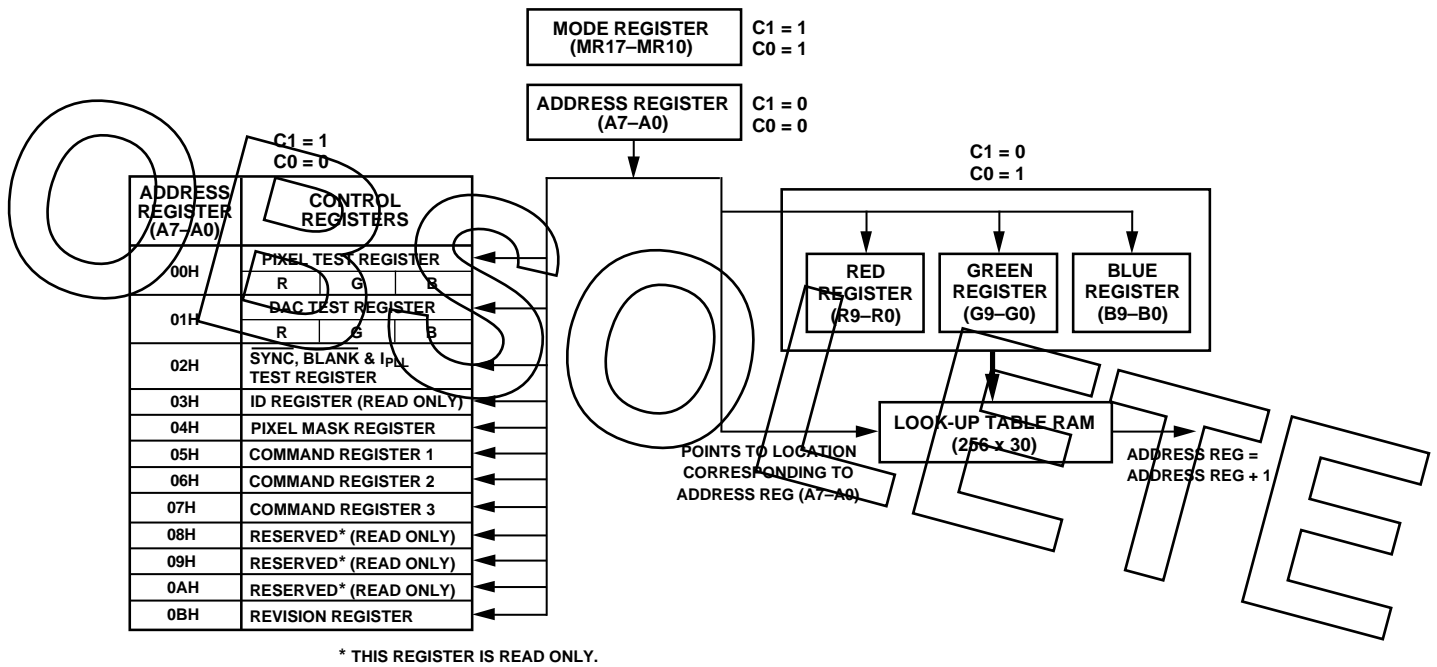 MODE REGISTER
(MR17–MR10)
C1 = 1
C0 = 1
ADDRESS REGISTER
(A7–A0)
C1 = 0
C0 = 0
C1 = 1
C0 = 0
ADDRESS
REGISTER
(A7–A0)
CONTROL
REGISTERS
00H
PIXEL TEST REGISTER
R G B
01H
DAC TEST REGISTER
R G B
02H
SYNC, BLANK & IPLL
TEST REGISTER
03H ID REGISTER (READ ONLY)
04H PIXEL MASK REGISTER
05H COMMAND REGISTER 1
06H COMMAND REGISTER 2
07H COMMAND REGISTER 3
08H RESERVED* (READ ONLY)
09H RESERVED* (READ ONLY)
0AH RESERVED* (READ ONLY)
0BH REVISION REGISTER
* THIS REGISTER IS READ ONLY.
C1 = 0
C0 = 1
RED
REGISTER
(R9–R0)
GREEN
REGISTER
(G9–G0)
BLUE
REGISTER
(B9–B0)
LOOK-UP TABLE RAM
(256 x 30)
POINTS TO LOCATION
CORRESPONDING TO
ADDRESS REG (A7–A0)
ADDRESS REG =
ADDRESS REG + 1
OBSOLETE